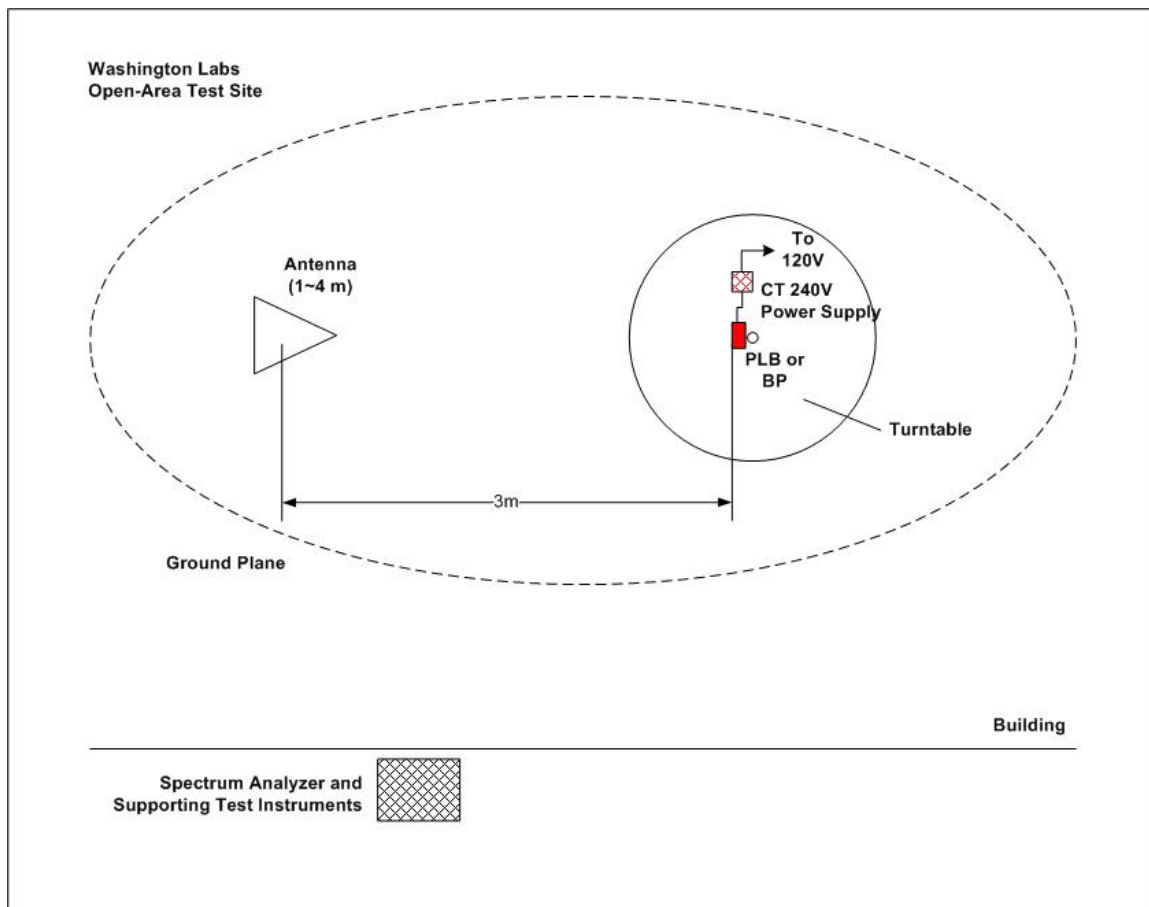 Washington Labs
Open-Area Test Site
Antenna
(1~4 m)
To
120V
CT 240V
Power Supply
PLB or
BP
Turntable
3m
Ground Plane
Building
Spectrum Analyzer and
Supporting Test Instruments